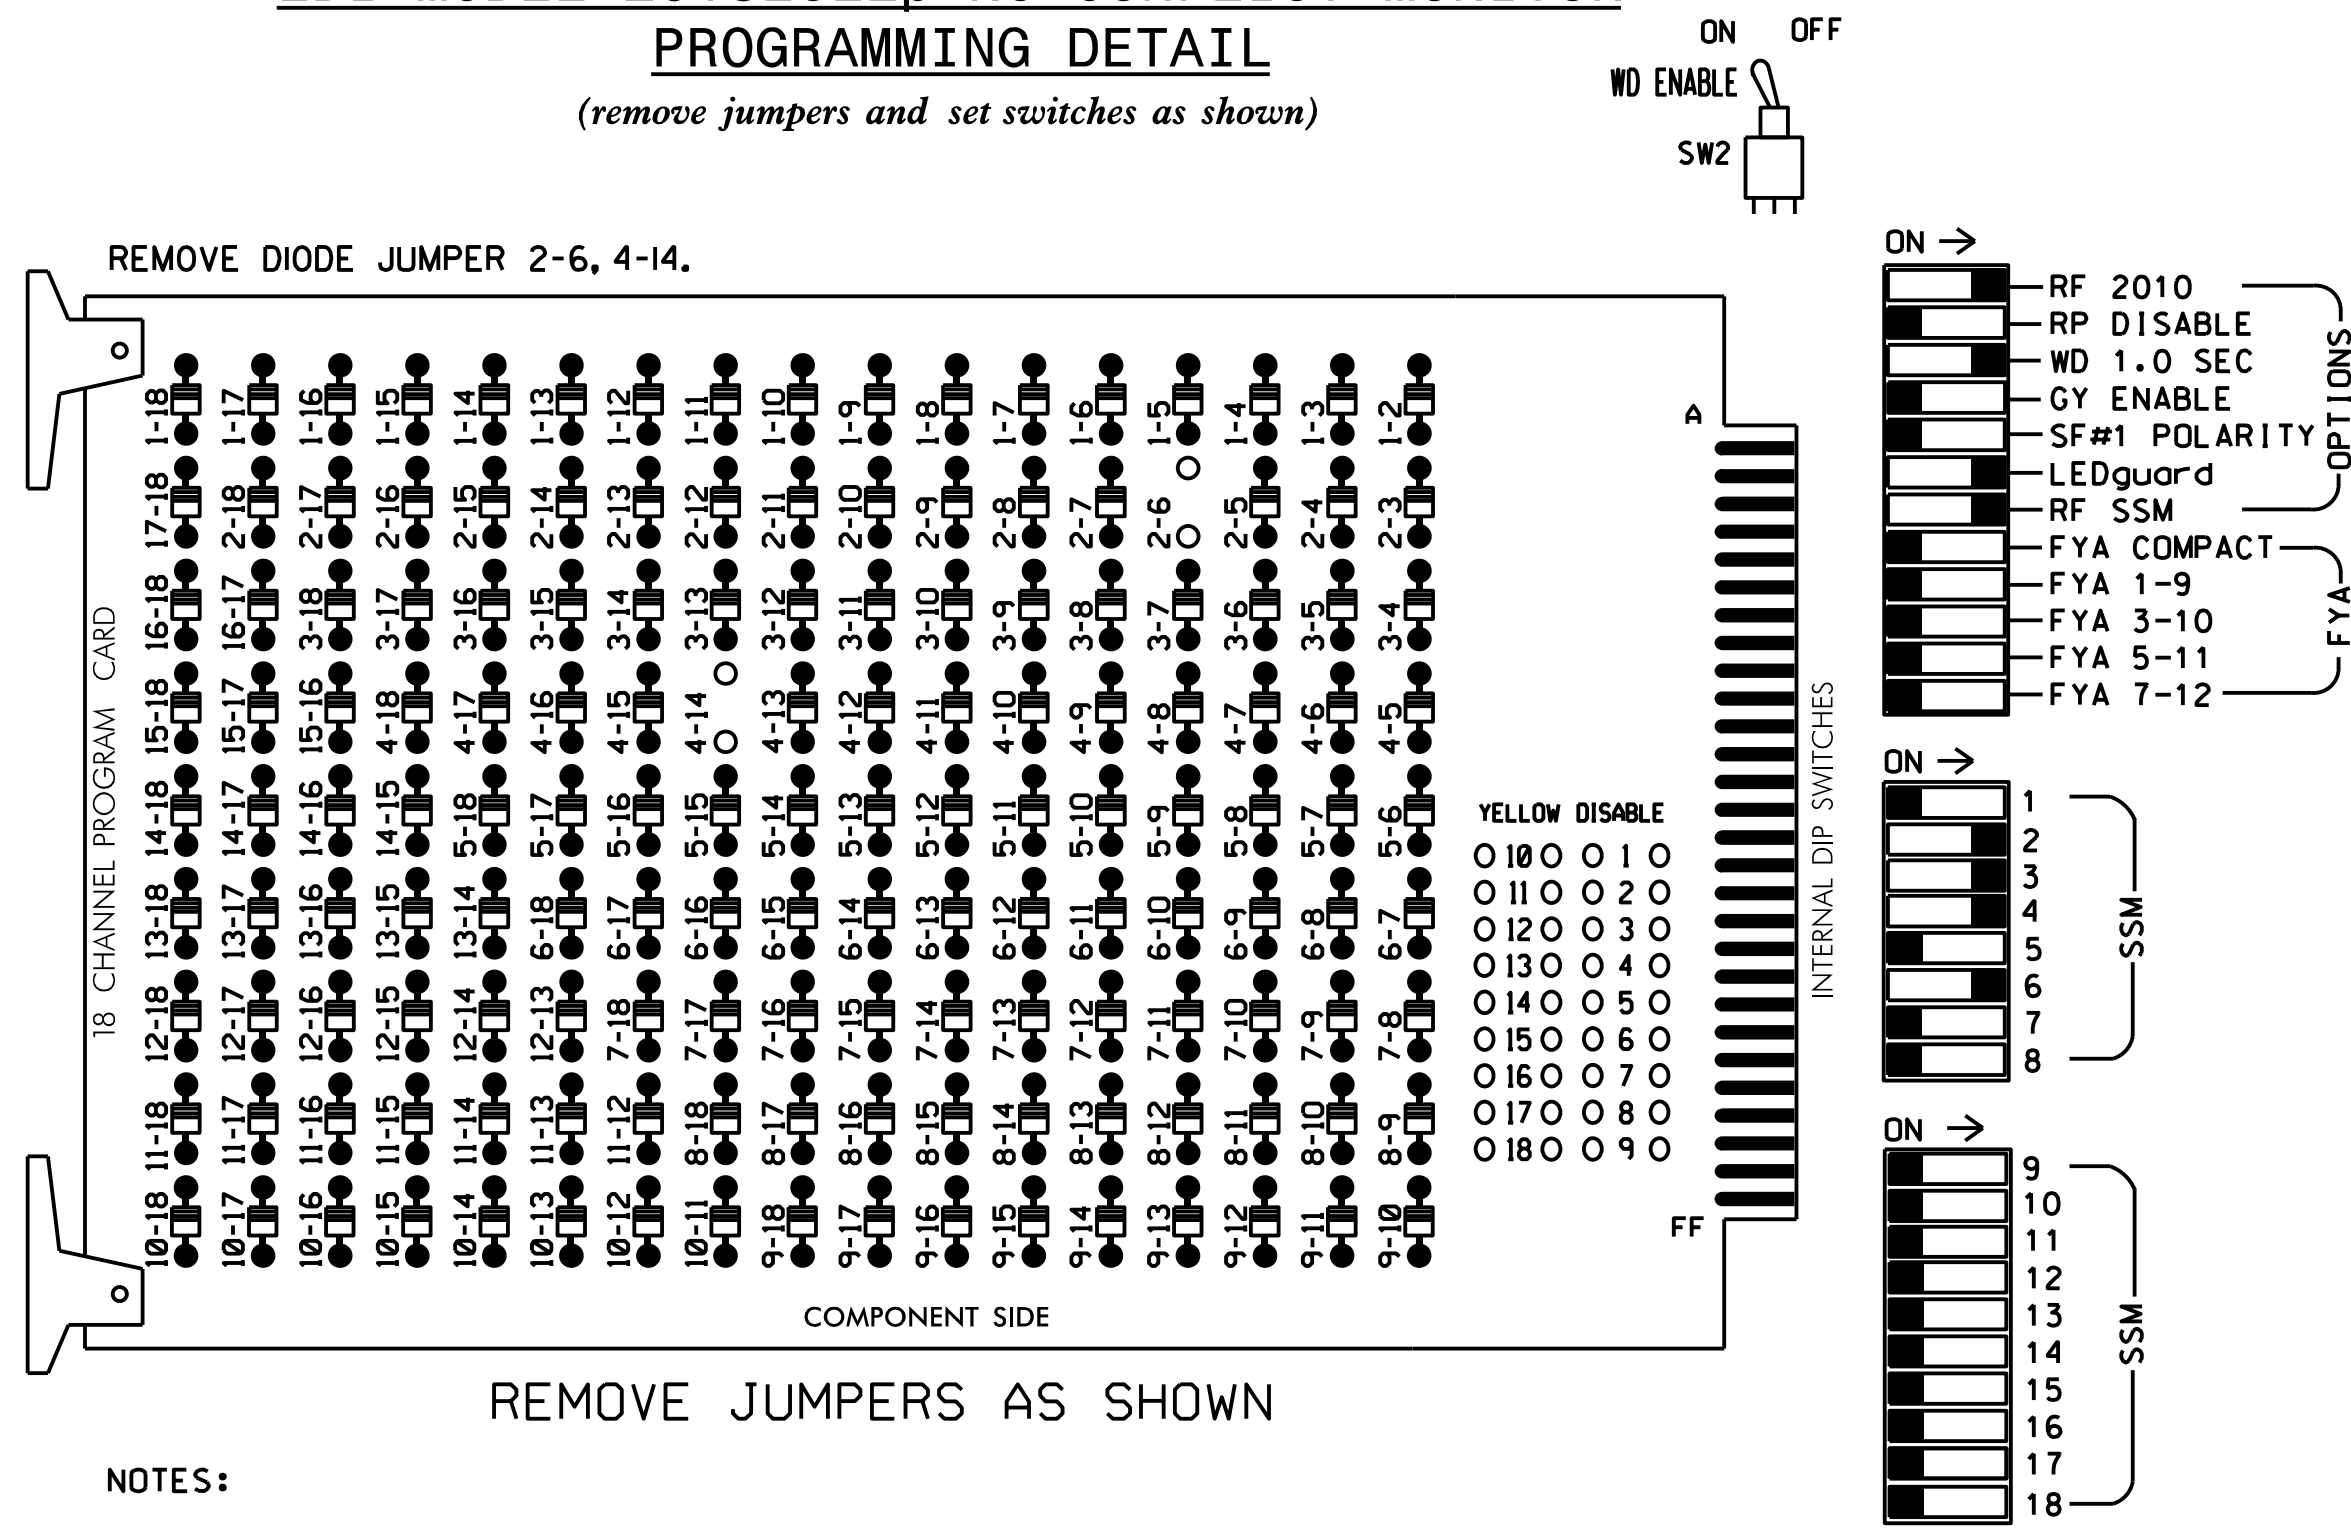 PROGRAMMING DETAIL
(remove jumpers and set switches as shown)
ON OFF
WD ENABLE
SW2
REMOVE DIODE JUMPER 2-6, 4-14.
18 CHANNEL PROGRAM CARD
1-18 1-17 1-16 1-15 1-14 1-13 1-12 1-11 1-10 1-9 1-8 1-7 1-6 1-5 1-4 1-3 1-2
17-18 2-18 2-17 2-16 2-15 2-14 2-13 2-12 2-11 2-10 2-9 2-8 2-7 2-6 2-5 2-4 2-3
16-18 16-17 3-18 3-17 3-16 3-15 3-14 3-13 3-12 3-11 3-10 3-9 3-8 3-7 3-6 3-5 3-4
15-18 15-17 15-16 4-18 4-17 4-16 4-15 4-14 4-13 4-12 4-11 4-10 4-9 4-8 4-7 4-6 4-5
14-18 14-17 14-16 14-15 5-18 5-17 5-16 5-15 5-14 5-13 5-12 5-11 5-10 5-9 5-8 5-7 5-6
13-18 13-17 13-16 13-15 13-14 6-18 6-17 6-16 6-15 6-14 6-13 6-12 6-11 6-10 6-9 6-8 6-7
12-18 12-17 12-16 12-15 12-14 12-13 7-18 7-17 7-16 7-15 7-14 7-13 7-12 7-11 7-10 7-9 7-8
11-18 11-17 11-16 11-15 11-14 11-13 11-12 8-18 8-17 8-16 8-15 8-14 8-13 8-12 8-11 8-10 8-9
10-18 10-17 10-16 10-15 10-14 10-13 10-12 10-11 9-18 9-17 9-16 9-15 9-14 9-13 9-12 9-11 9-10
A
YELLOW DISABLE
10 1
11 2
12 3
13 4
14 5
15 6
16 7
17 8
18 9
FF
COMPONENT SIDE
INTERNAL DIP SWITCHES
ON
RF 2010
RP DISABLE
WD 1.0 SEC
GY ENABLE
SF#1 POLARITY
LEDguard
RF SSM
OPTIONS
FYA COMPACT
FYA 1-9
FYA 3-10
FYA 5-11
FYA 7-12
FYA
ON
1
2
3
4
5
6
7
8
SSM
ON
9
10
11
12
13
14
15
16
17
18
SSM
REMOVE JUMPERS AS SHOWN
NOTES: